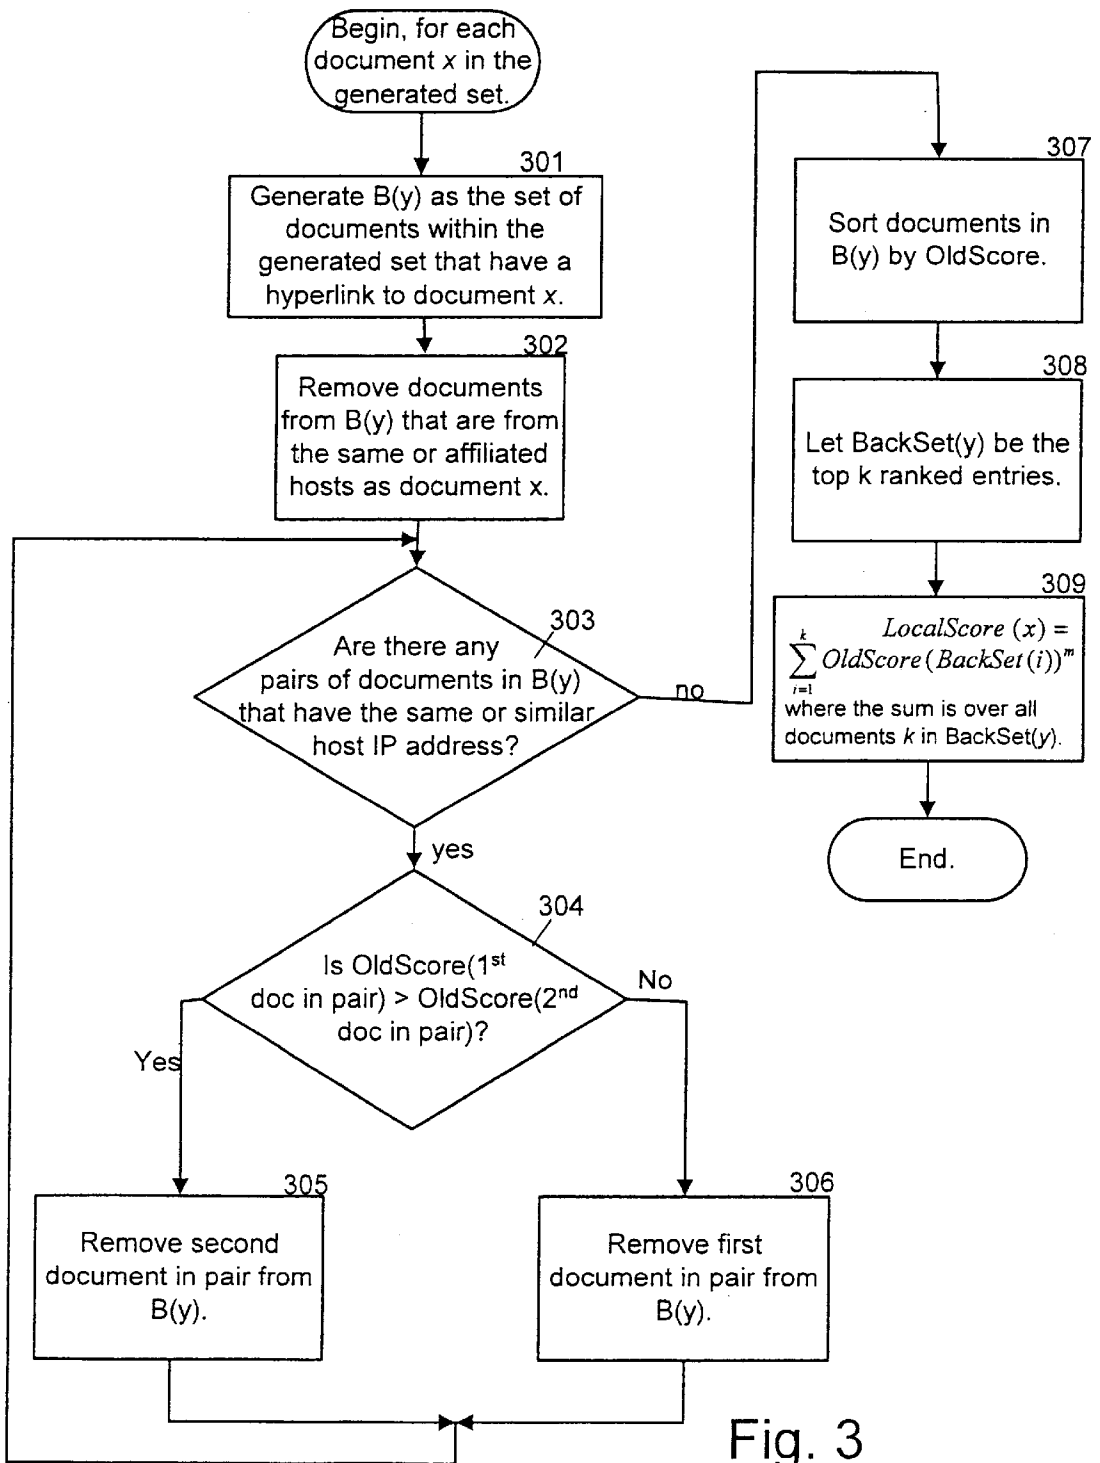 Begin, for each
document x in the
generated set.
301
Generate B(y) as the set of
documents within the
generated set that have a
hyperlink to document x.
302
Remove documents
from B(y) that are from
the same or affiliated
hosts as document x.
303
Are there any
pairs of documents in B(y)
that have the same or similar
host IP address?
no
yes
304
Is OldScore(1st
doc in pair) > OldScore(2nd
doc in pair)?
Yes
No
305
Remove second
document in pair from
B(y).
306
Remove first
document in pair from
B(y).
307
Sort documents in
B(y) by OldScore.
308
Let BackSet(y) be the
top k ranked entries.
309
LocalScore (x) =
k
∑ OldScore(BackSet(i))m
i=1
where the sum is over all
documents k in BackSet(y).
End.
Fig. 3